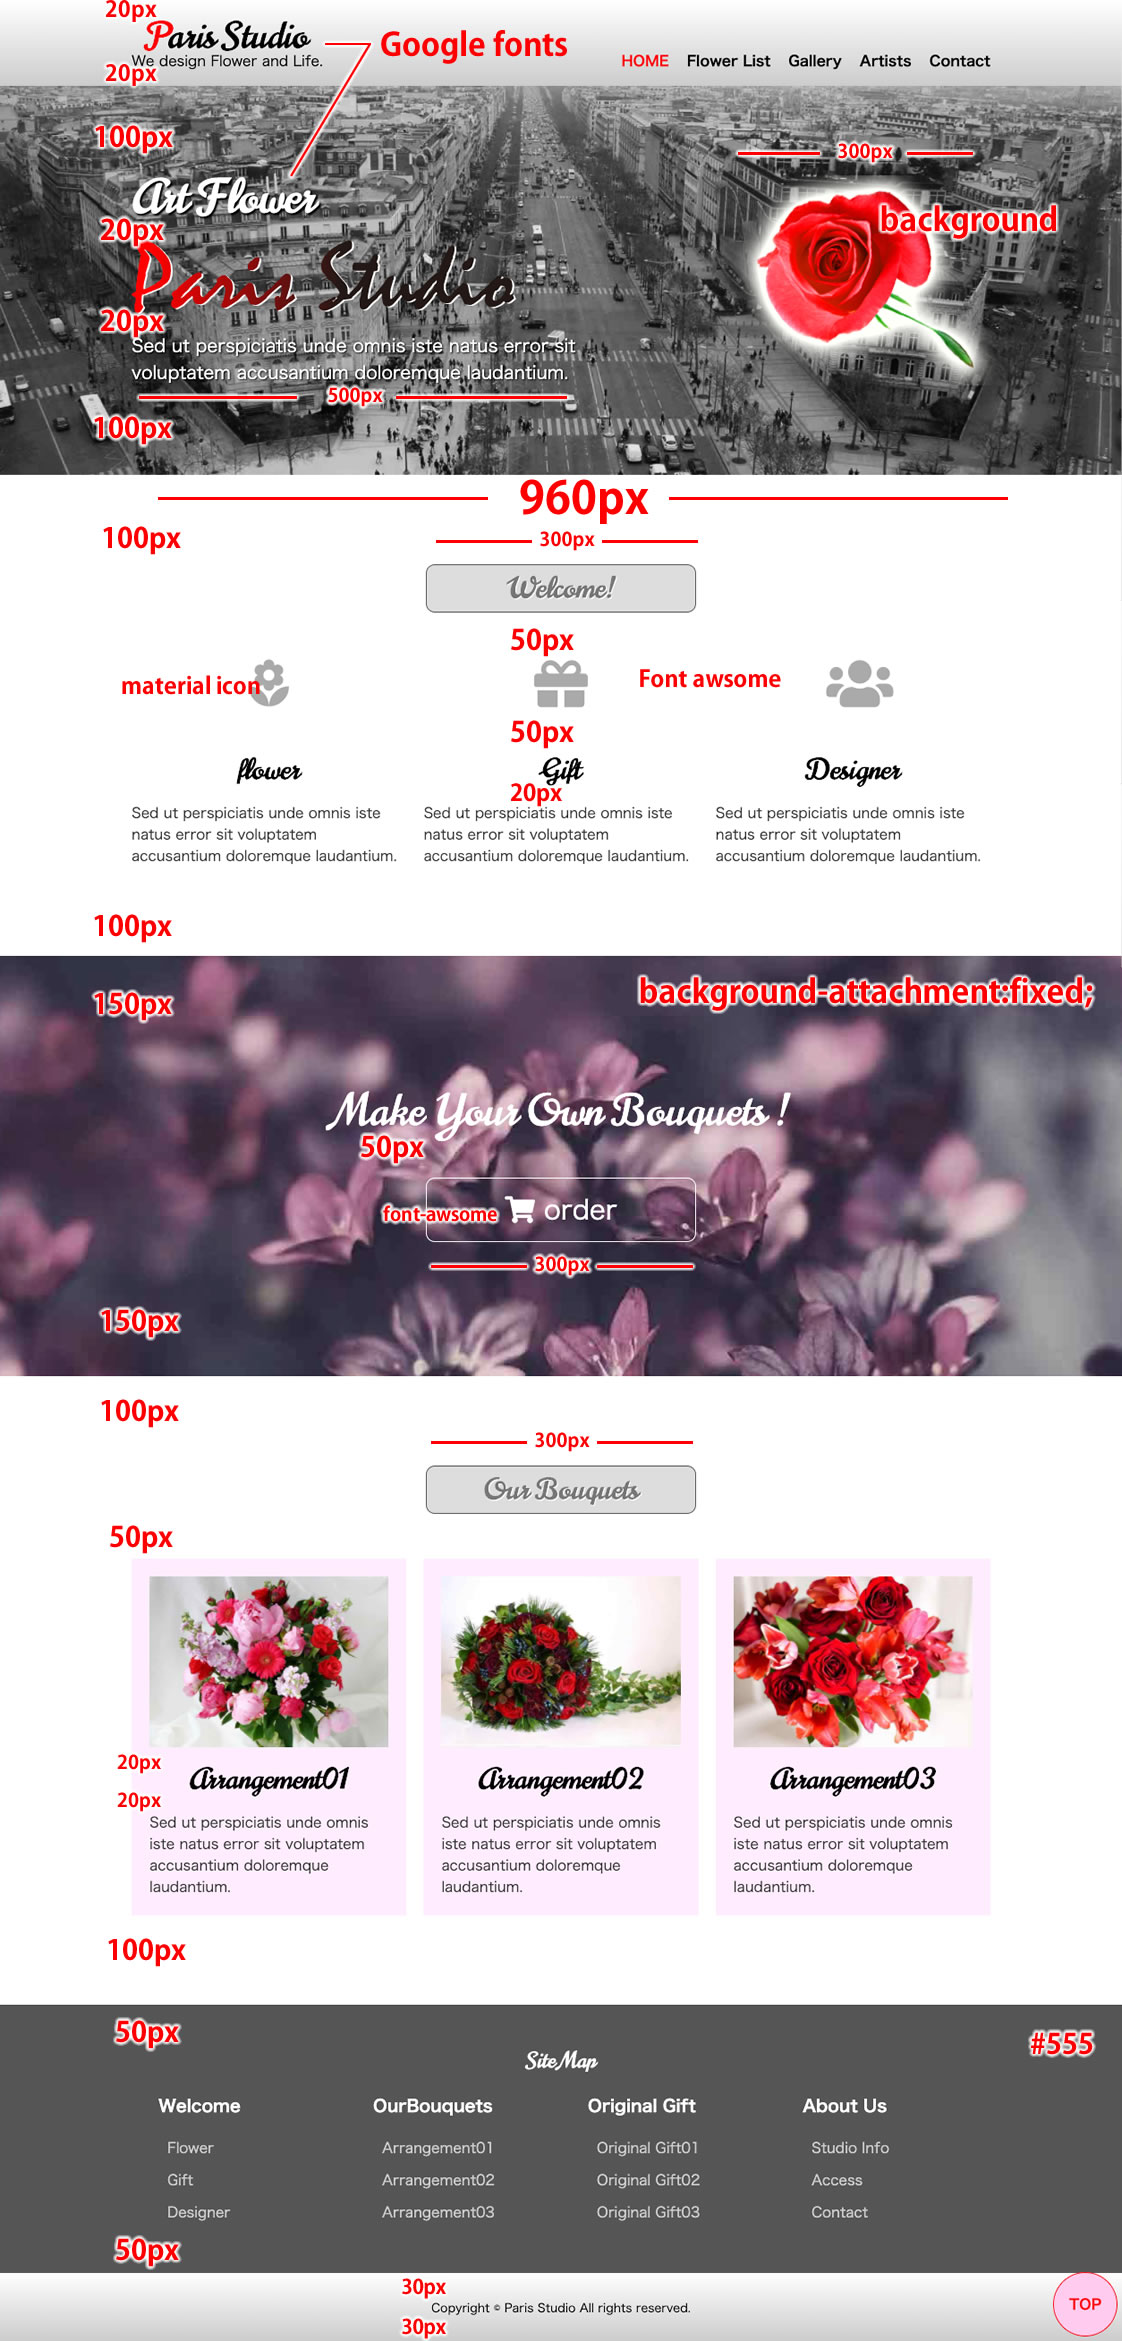 20px
Paris Studio
Google fonts
We design Flower and Life.
HOME Flower List Gallery Artists Contact
20px
100px
300px
Art Flower
background
20px
Paris Studio
20px
Sed ut perspiciatis unde omnis iste natus error sit
voluptatem accusantium doloremque laudantium.
500px
100px
960px
100px
300px
Welcome!
50px
material icon
Font awsome
50px
flower
Gift
Designer
20px
Sed ut perspiciatis unde omnis iste
natus error sit voluptatem
accusantium doloremque laudantium.
Sed ut perspiciatis unde omnis iste
natus error sit voluptatem
accusantium doloremque laudantium.
Sed ut perspiciatis unde omnis iste
natus error sit voluptatem
accusantium doloremque laudantium.
100px
background-attachment:fixed;
150px
Make Your Own Bouquets !
50px
font-awsome
order
300px
150px
100px
300px
Our Bouquets
50px
20px
Arrangement01
Arrangement02
Arrangement03
20px
Sed ut perspiciatis unde omnis
iste natus error sit voluptatem
accusantium doloremque
laudantium.
Sed ut perspiciatis unde omnis
iste natus error sit voluptatem
accusantium doloremque
laudantium.
Sed ut perspiciatis unde omnis
iste natus error sit voluptatem
accusantium doloremque
laudantium.
100px
50px
#555
SiteMap
Welcome
Flower
Gift
Designer
OurBouquets
Arrangement01
Arrangement02
Arrangement03
Original Gift
Original Gift01
Original Gift02
Original Gift03
About Us
Studio Info
Access
Contact
50px
30px
Copyright © Paris Studio All rights reserved.
30px
TOP